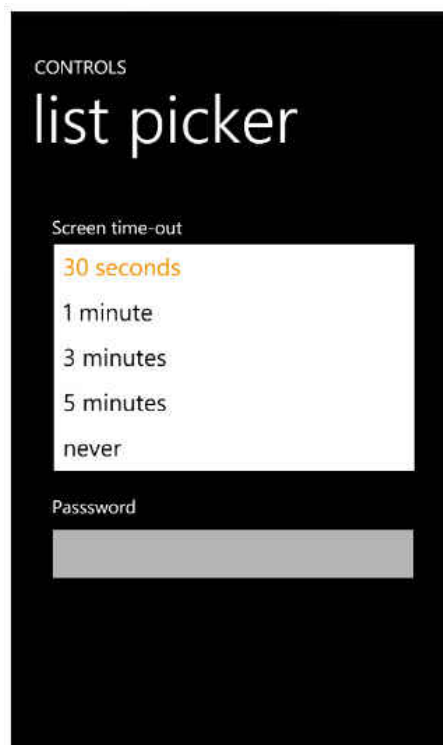 CONTROLS
list picker
Screen time-out
30 seconds
1 minute
3 minutes
5 minutes
never
Passsword